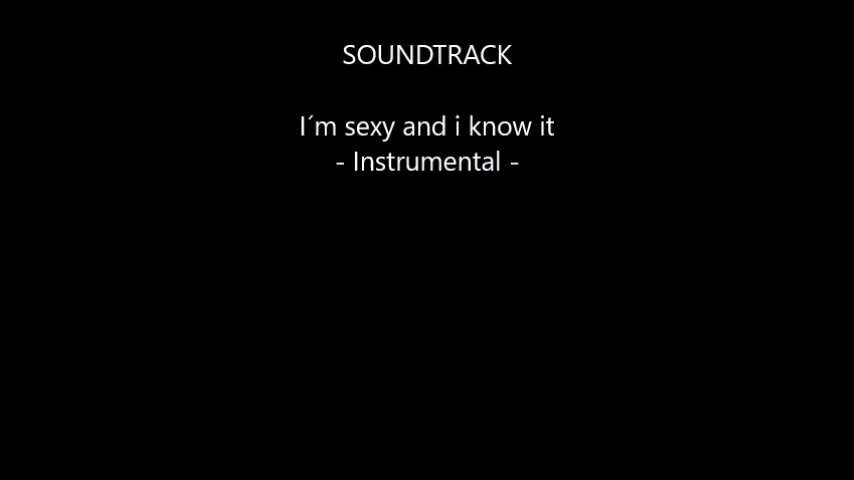 SOUNDTRACK
I´m sexy and i know it
- Instrumental -